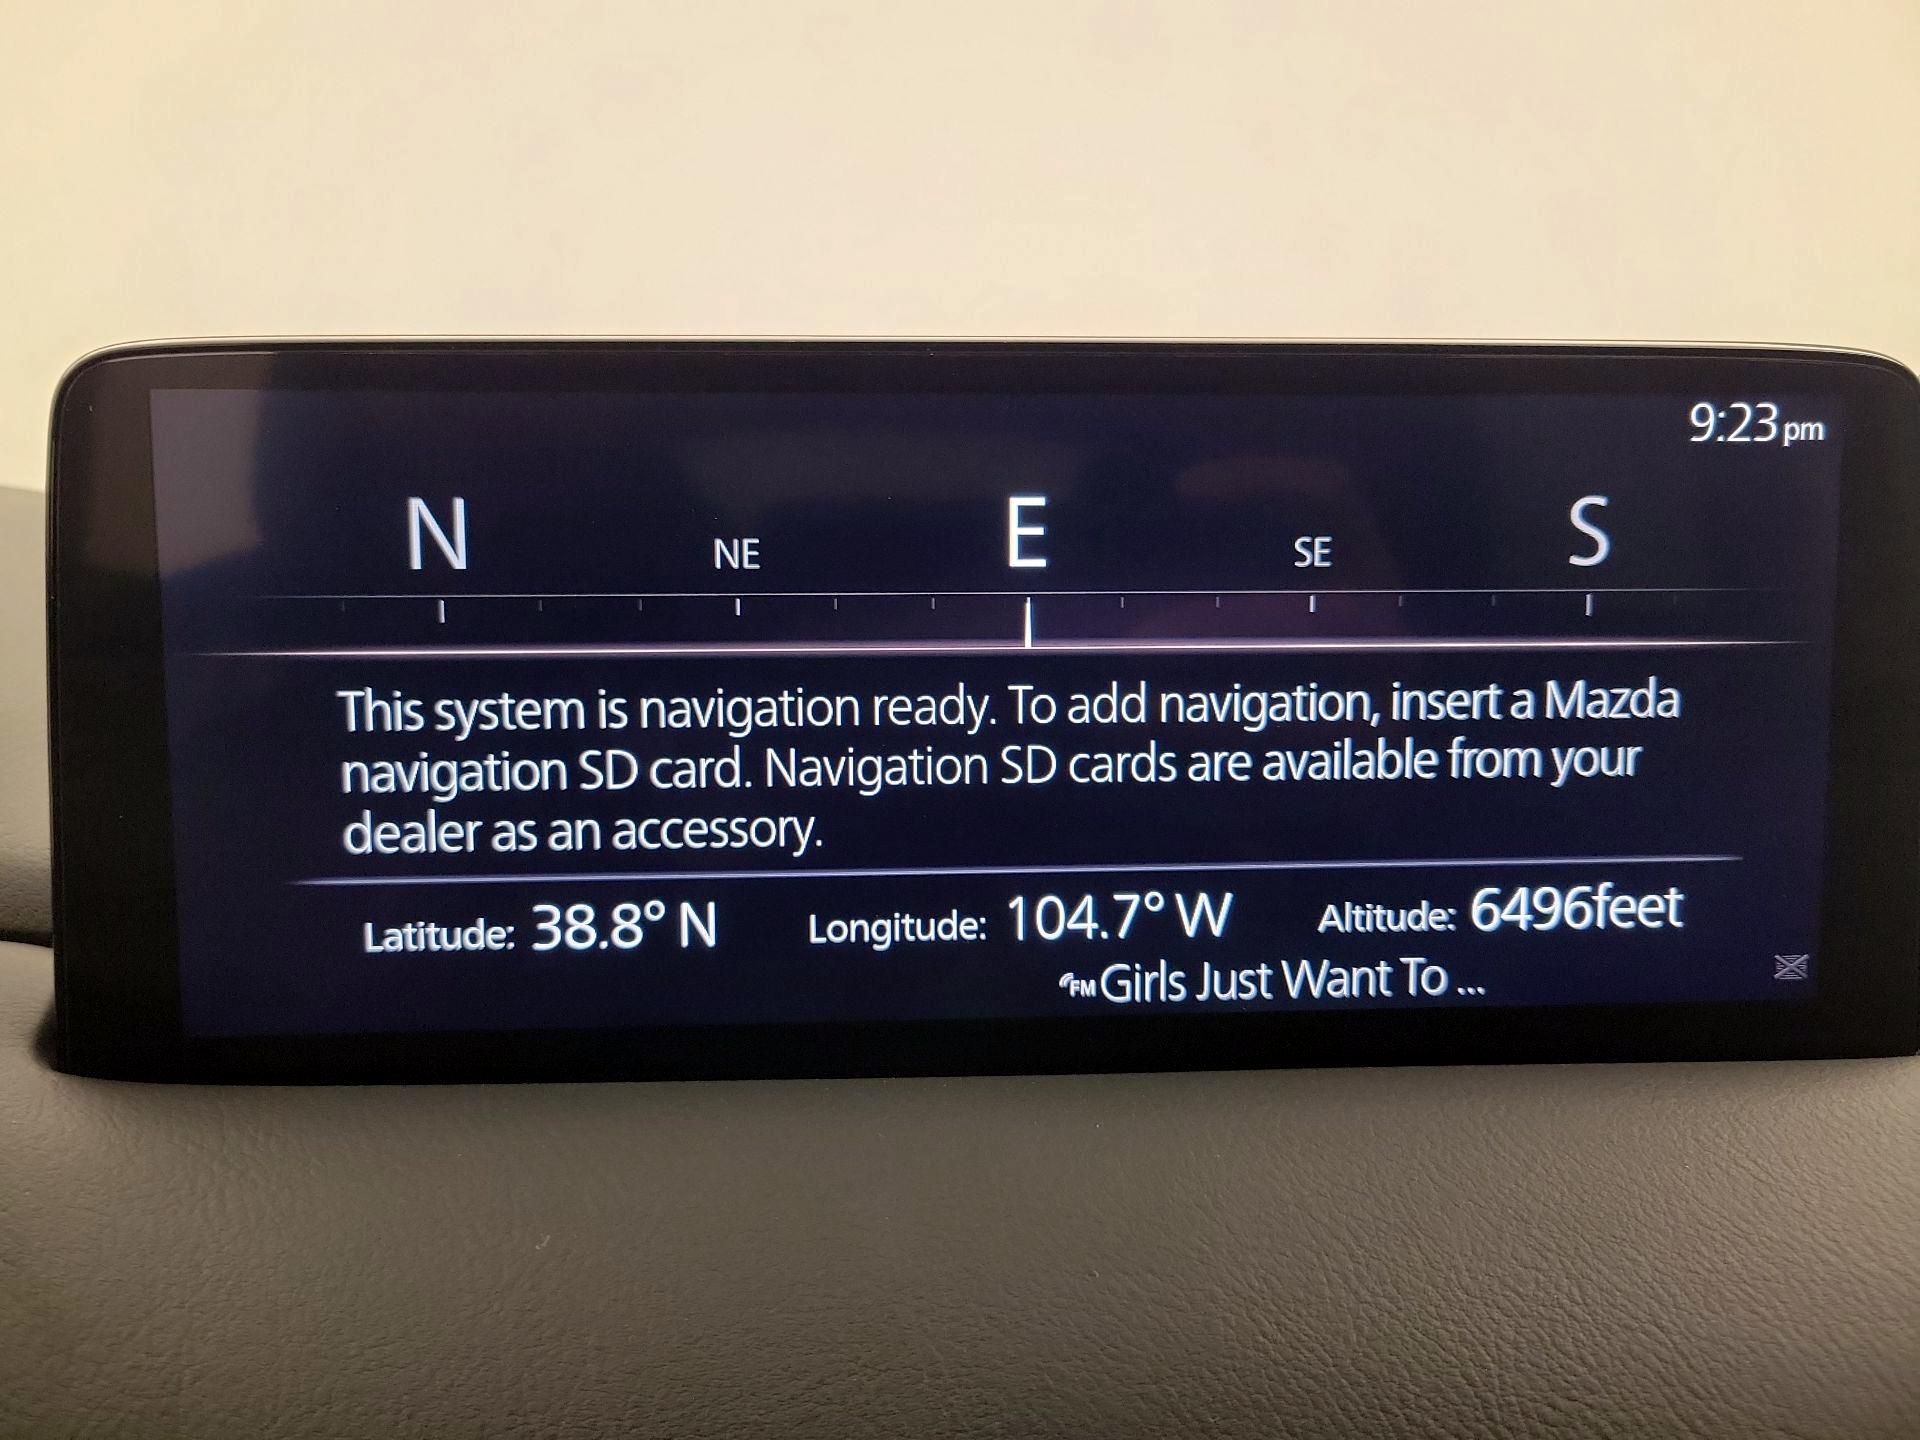 9:23pm
N NE E SE S
This system is navigation ready. To add navigation, insert a Mazda
navigation SD card. Navigation SD cards are available from your
dealer as an accessory.
Latitude: 38.8° N Longitude: 104.7° W Altitude: 6496feet
FM Girls Just Want To ...